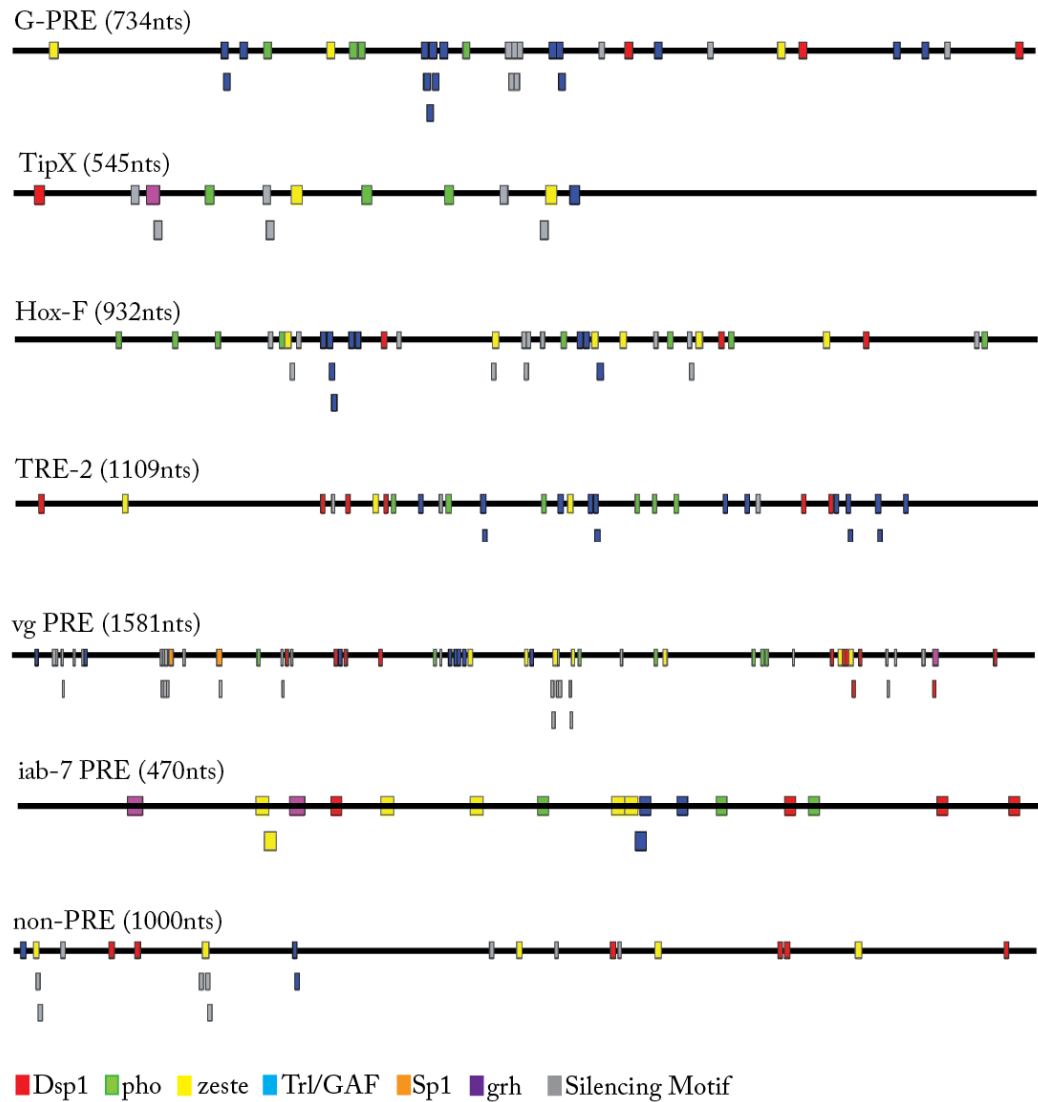 G-PRE (734nts)
TipX (545nts)
Hox-F (932nts)
TRE-2 (1109nts)
vg PRE (1581nts)
iab-7 PRE (470nts)
non-PRE (1000nts)
Dsp1 pho zeste Trl/GAF Sp1 grh Silencing Motif